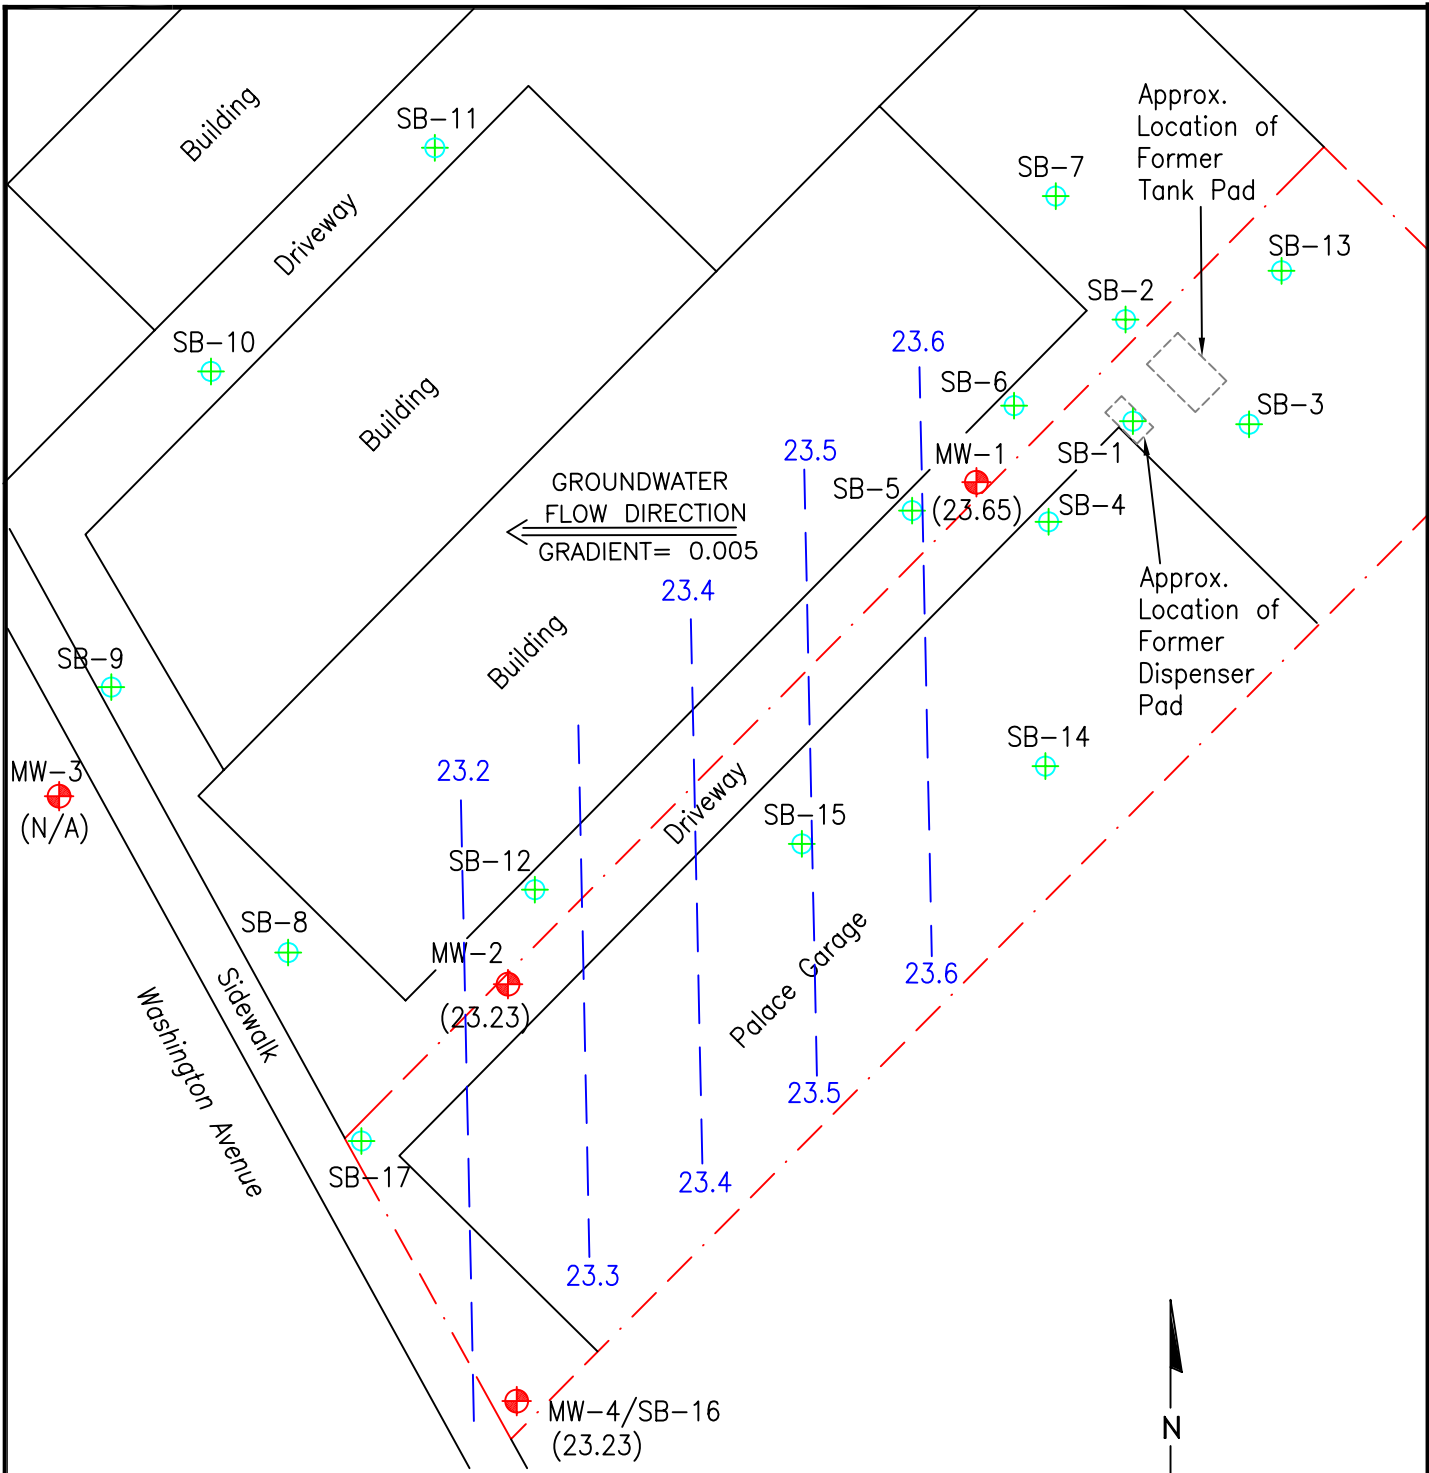 Approx.
Location of
Former
Tank Pad
Building
SB-11
SB-7
Driveway
SB-13
SB-2
SB-10
23.6
SB-6
Building
SB-3
23.5
MW-1
SB-1
GROUNDWATER
FLOW DIRECTION
GRADIENT= 0.005
SB-5
(23.65)
SB-4
23.4
Approx.
Location of
Former
Dispenser
Pad
Building
SB-9
SB-14
MW-3
(N/A)
23.2
Driveway
SB-15
SB-12
SB-8
MW-2
(23.23)
Palace Garage
23.6
Sidewalk
Washington Avenue
23.5
SB-17
23.4
23.3
MW-4/SB-16
(23.23)
N